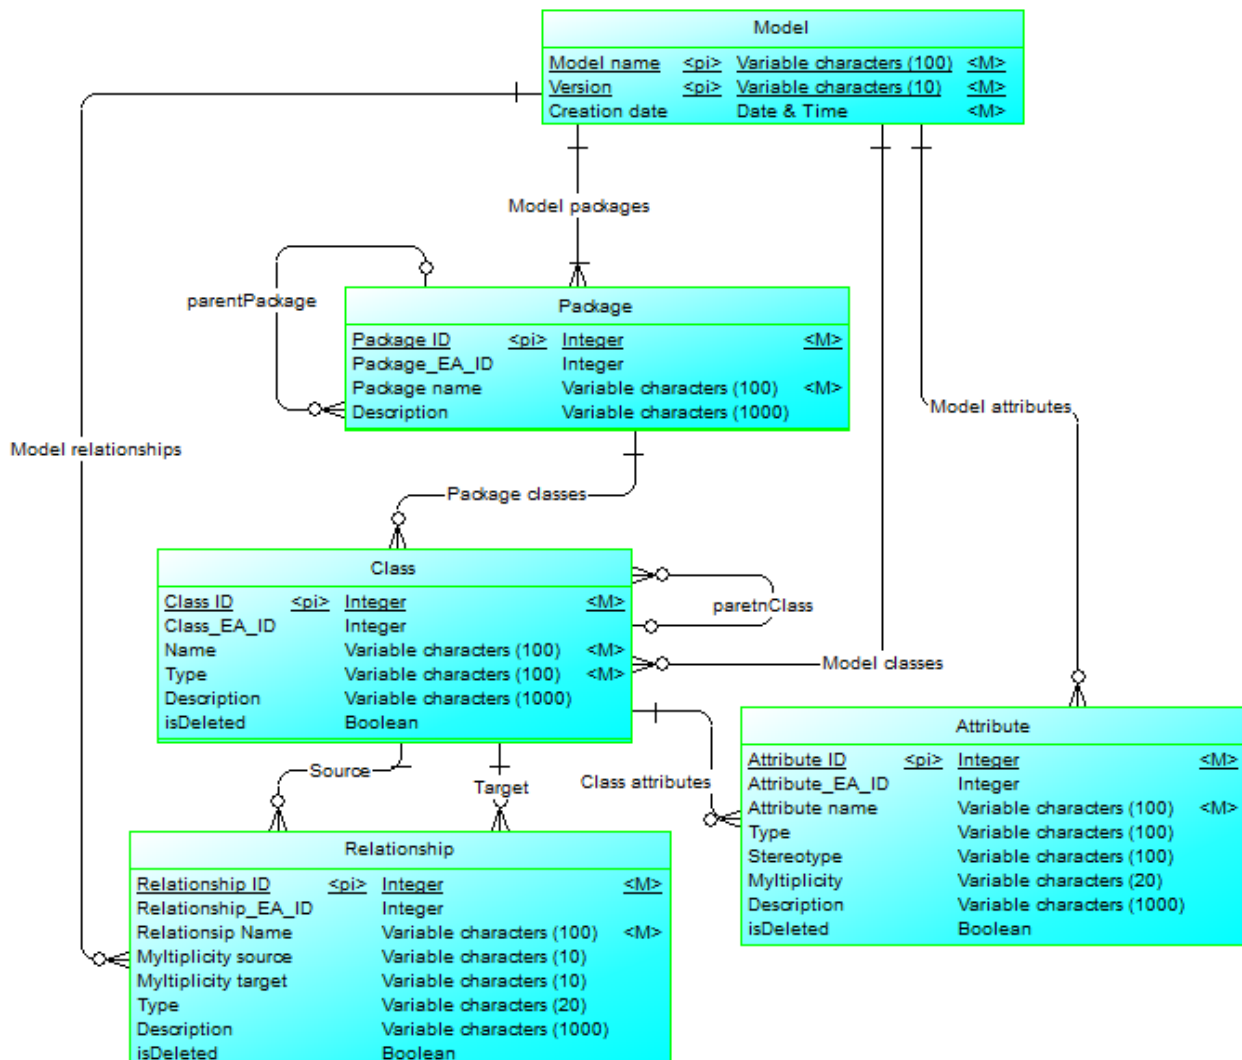 Model
Model name <pi> Variable characters (100) <M>
Version <pi> Variable characters (10) <M>
Creation date Date & Time <M>
Model packages
parentPackage
Package
Package ID <pi> Integer <M>
Package_EA_ID Integer
Package name Variable characters (100) <M>
Description Variable characters (1000)
Model attributes
Model relationships
Package classes
Class
Class ID <pi> Integer <M>
Class_EA_ID Integer
Name Variable characters (100) <M>
Type Variable characters (100) <M>
Description Variable characters (1000)
isDeleted Boolean
paretnClass
Model classes
Source
Target
Class attributes
Attribute
Attribute ID <pi> Integer <M>
Attribute_EA_ID Integer
Attribute name Variable characters (100) <M>
Type Variable characters (100)
Stereotype Variable characters (100)
Myltiplicity Variable characters (20)
Description Variable characters (1000)
isDeleted Boolean
Relationship
Relationship ID <pi> Integer <M>
Relationship_EA_ID Integer
Relationsip Name Variable characters (100) <M>
Myltiplicity source Variable characters (10)
Myltiplicity target Variable characters (10)
Type Variable characters (20)
Description Variable characters (1000)
isDeleted Boolean